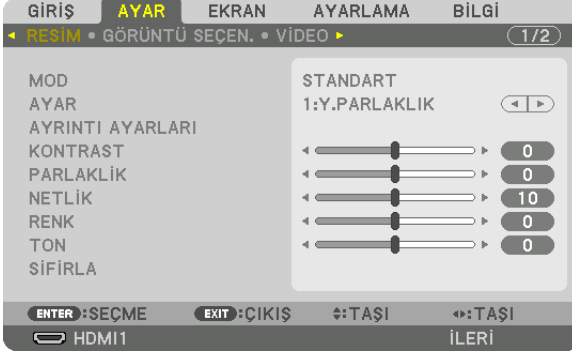 GİRİŞ AYAR EKRAN AYARLAMA BİLGİ
RESİM • GÖRÜNTÜ SEÇEN. • VİDEO 1/2
MOD STANDART
AYAR 1:Y.PARLAKLIK
AYRINTI AYARLARI
KONTRAST 0
PARLAKLİK 0
NETLİK 10
RENK 0
TON 0
SİFİRLA
ENTER :SEÇME EXIT :ÇIKIŞ :TAŞI :TAŞI
HDMI1 İLERİ